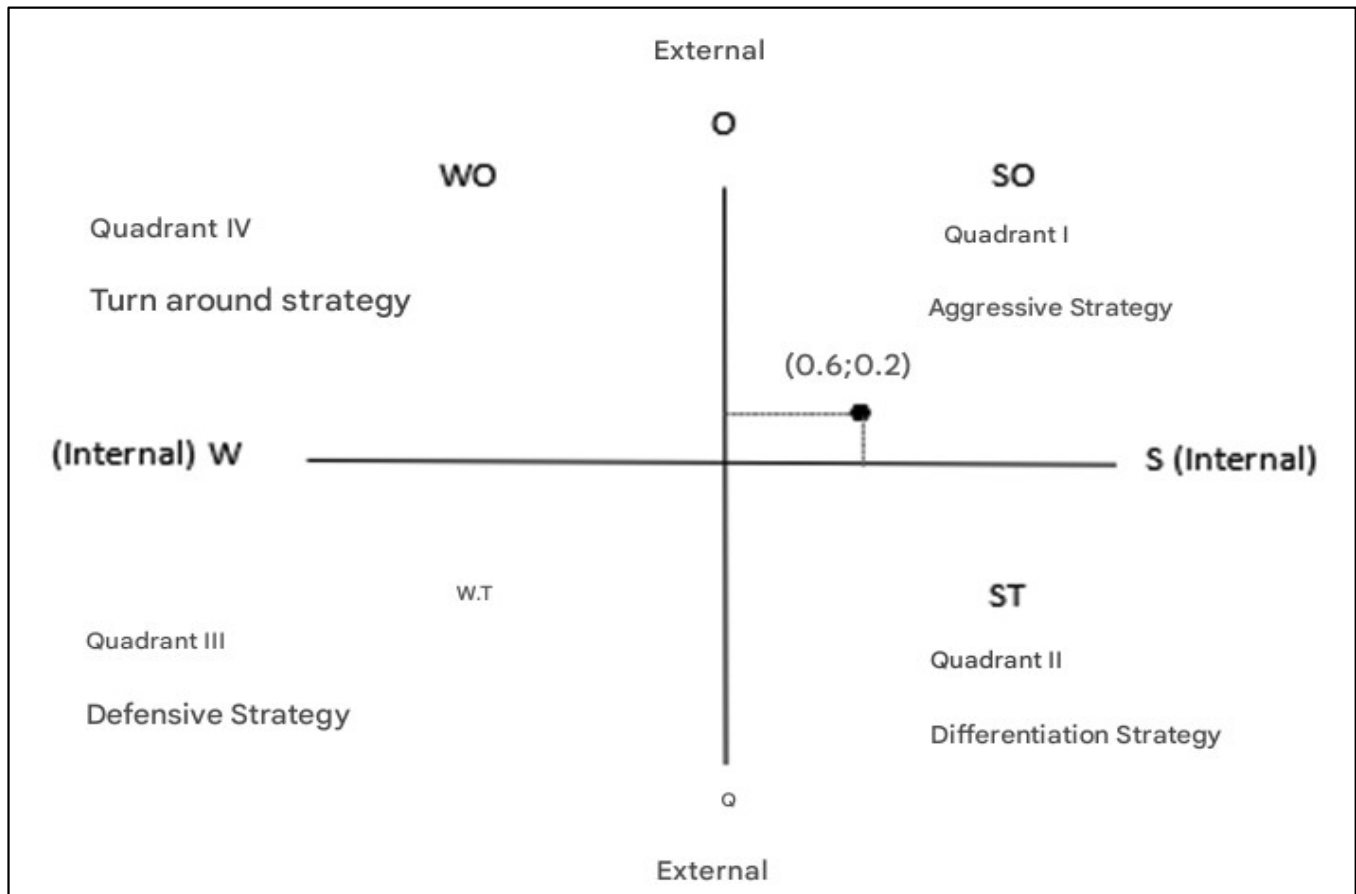 External
O
WO
SO
Quadrant IV
Quadrant I
Turn around strategy
Aggressive Strategy
(0.6;0.2)
(Internal) W
S (Internal)
W.T
ST
Quadrant III
Quadrant II
Defensive Strategy
Differentiation Strategy
Q
External